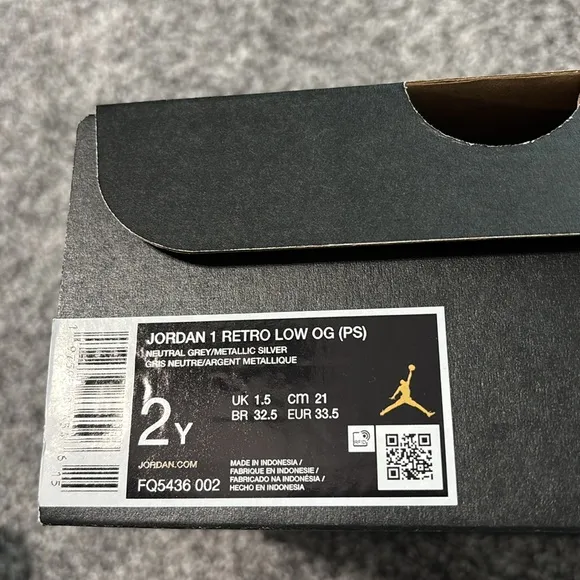 JORDAN 1 RETRO LOW OG (PS)
NEUTRAL GREY/METALLIC SILVER
GRIS NEUTRE/ARGENT METALLIQUE
2Y
UK 1.5 CM 21
BR 32.5 EUR 33.5
RFID
JORDAN.COM
FQ5436 002
MADE IN INDONESIA/
FABRIQUE EN INDONESIE/
FABRICADO NA INDONÉSIA/
HECHO EN INDONESIA